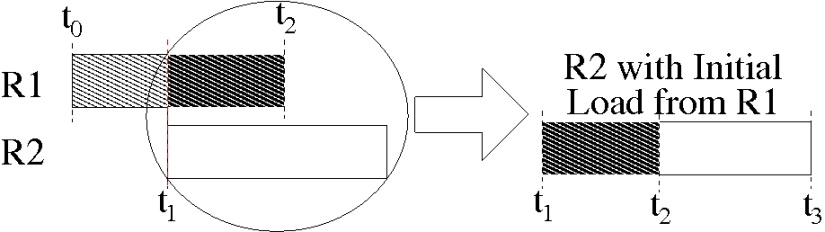 t0 t2
R1
R2
t1
R2 with Initial
Load from R1
t1 t2 t3